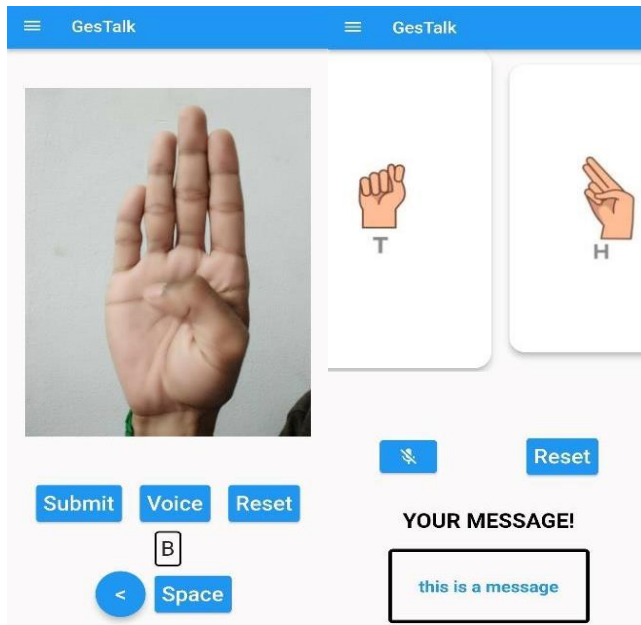 GesTalk
Submit Voice Reset
B
< Space
GesTalk
T H
Reset
YOUR MESSAGE!
this is a message